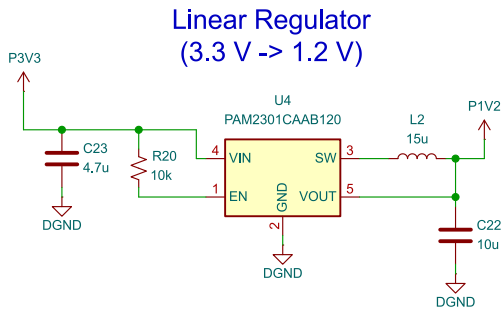 Linear Regulator
(3.3 V -> 1.2 V)
P3V3
U4
PAM2301CAAB120
L2
15u
P1V2
C23
4.7u
R20
10k
4
VIN
SW
3
1
EN
GND
VOUT
5
2
C22
10u
DGND
DGND
DGND